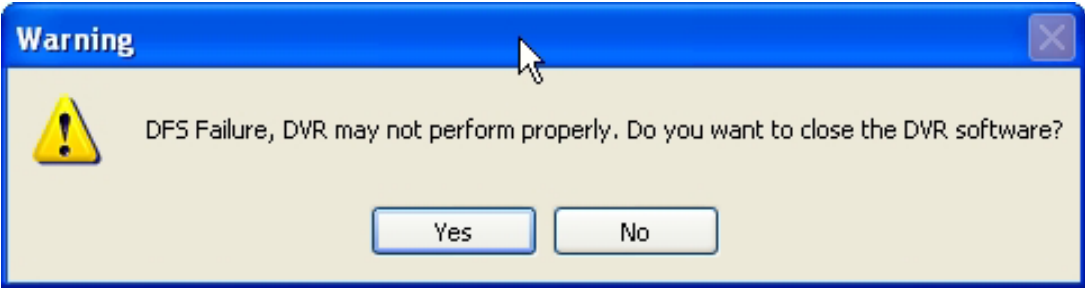 Warning
DFS Failure, DVR may not perform properly. Do you want to close the DVR software?
Yes
No